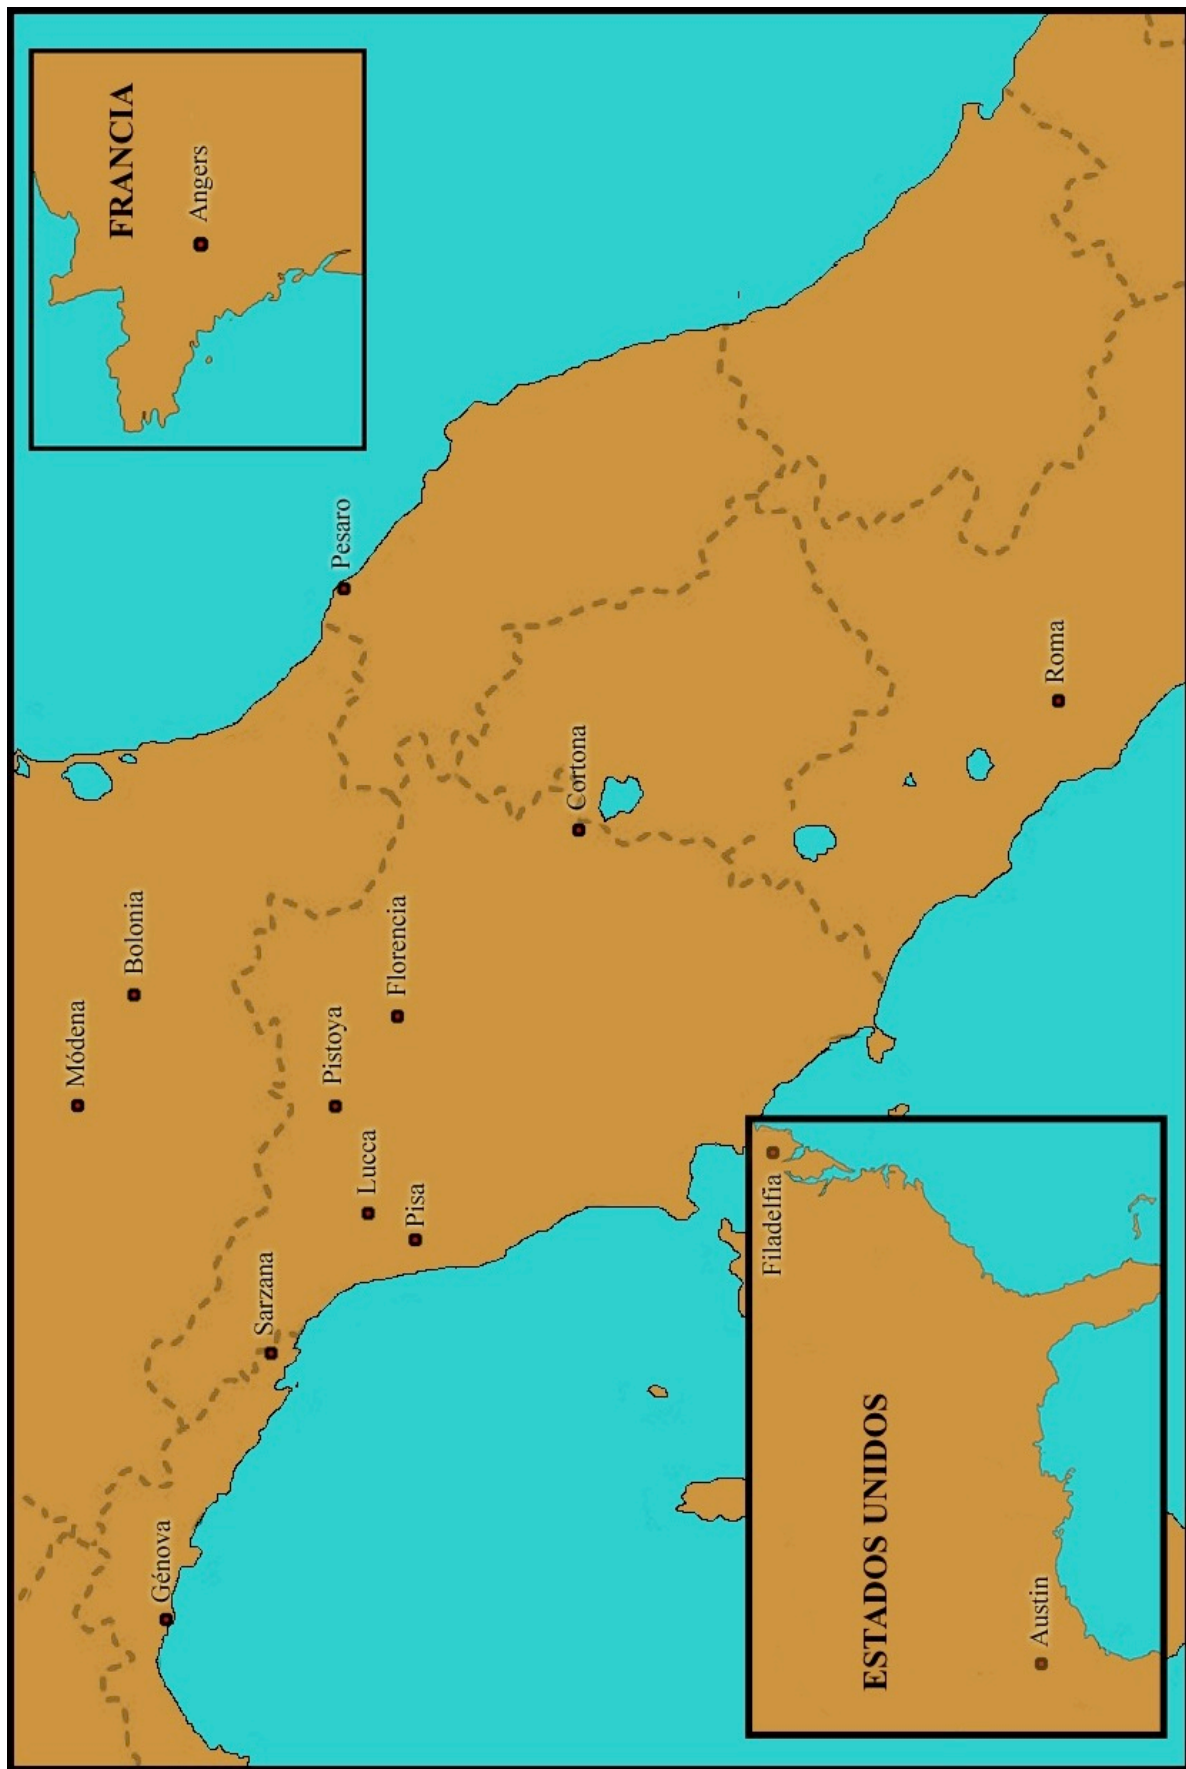 Módena
FRANCIA
Bolonia
Génova
Angers
Sarzana
Pistoya
Pesaro
Lucca
Florencia
Pisa
Cortona
Filadelfia
ESTADOS UNIDOS
Austin
Roma